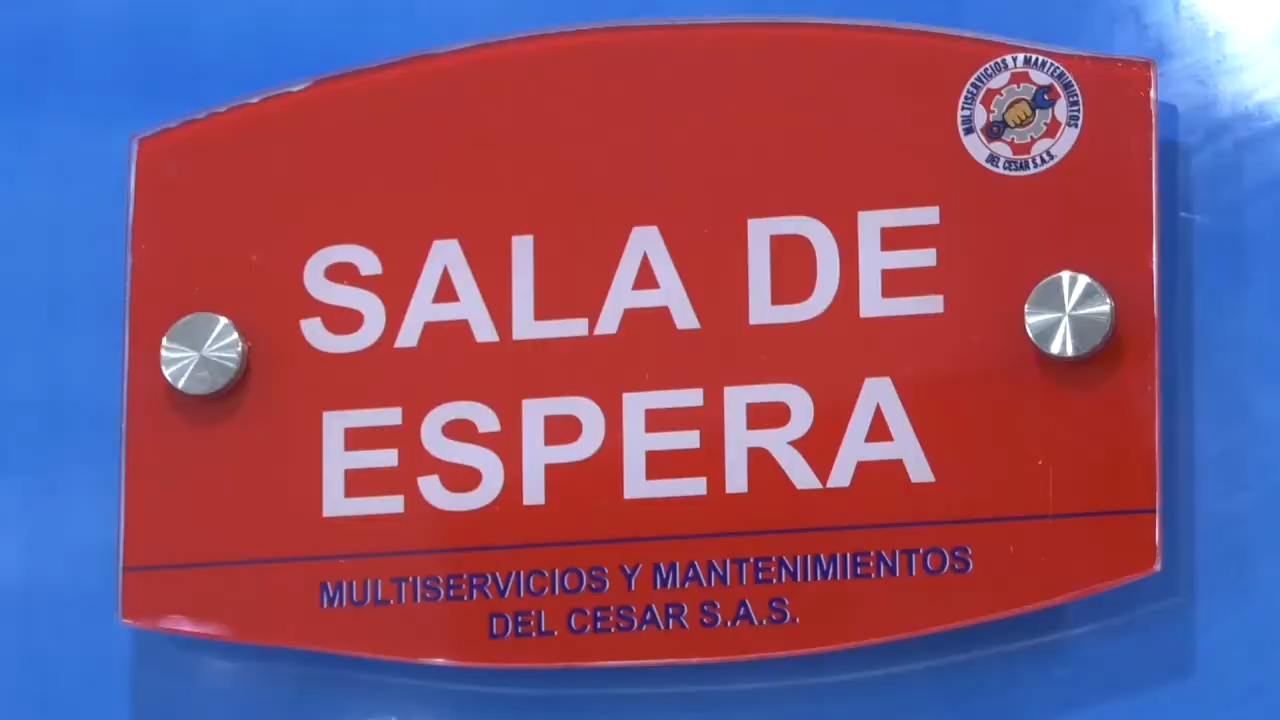 MULTISERVICIOS Y MANTENIMIENTOS
DEL CESAR S.A.S.
SALA DE
ESPERA
MULTISERVICIOS Y MANTENIMIENTOS
DEL CESAR S.A.S.